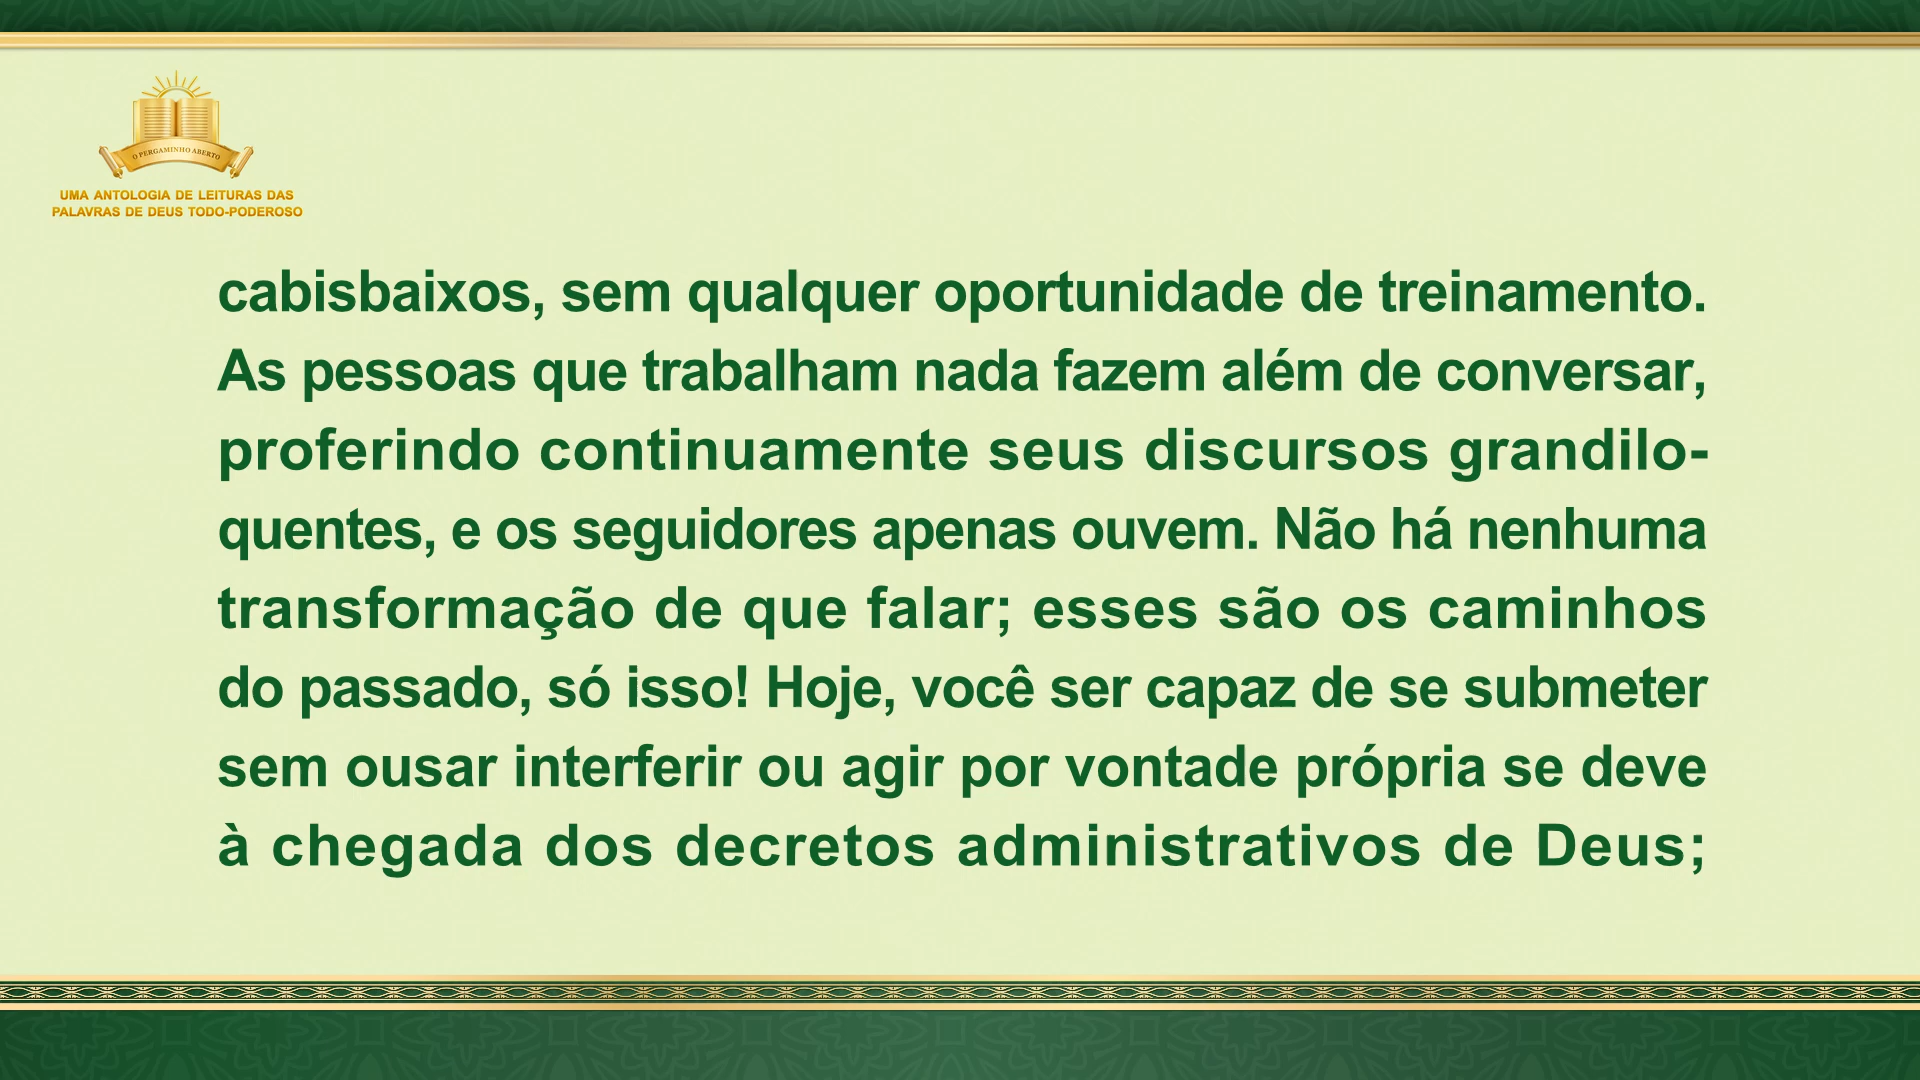 O PERGAMINHO ABERTO
UMA ANTOLOGIA DE LEITURAS DAS
PALAVRAS DE DEUS TODO-PODEROSO
cabisbaixos, sem qualquer oportunidade de treinamento.
As pessoas que trabalham nada fazem além de conversar,
proferindo continuamente seus discursos grandilo-
quentes, e os seguidores apenas ouvem. Não há nenhuma
transformação de que falar; esses são os caminhos
do passado, só isso! Hoje, você ser capaz de se submeter
sem ousar interferir ou agir por vontade própria se deve
à chegada dos decretos administrativos de Deus;